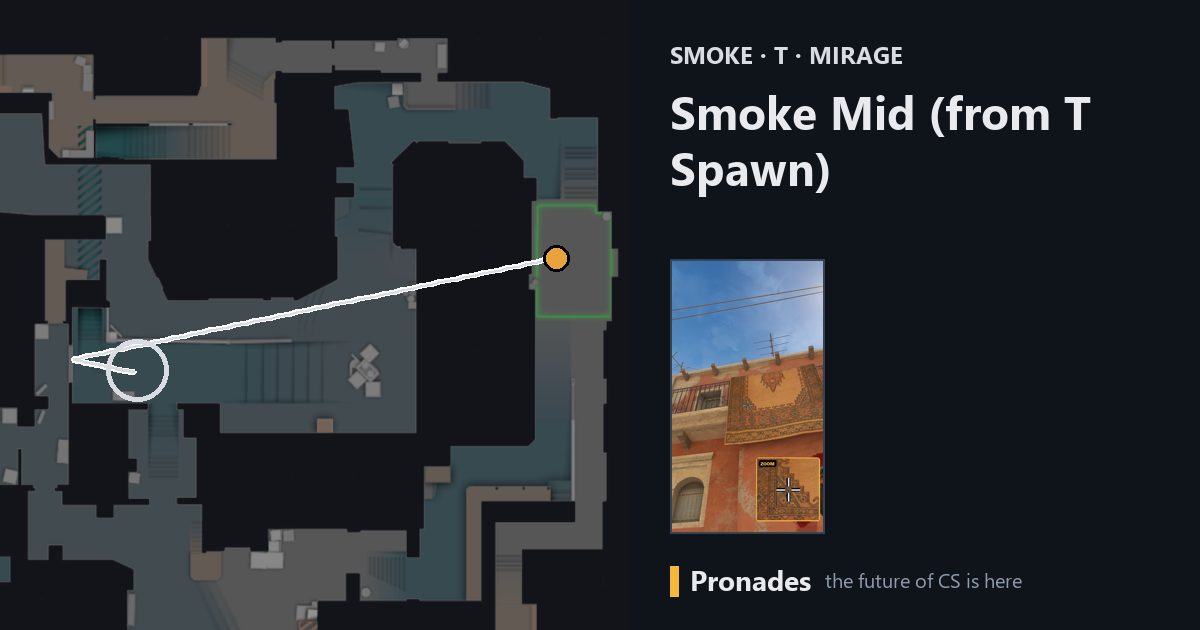 SMOKE · T · MIRAGE
Smoke Mid (from T
Spawn)
ZOOM
Pronades the future of CS is here